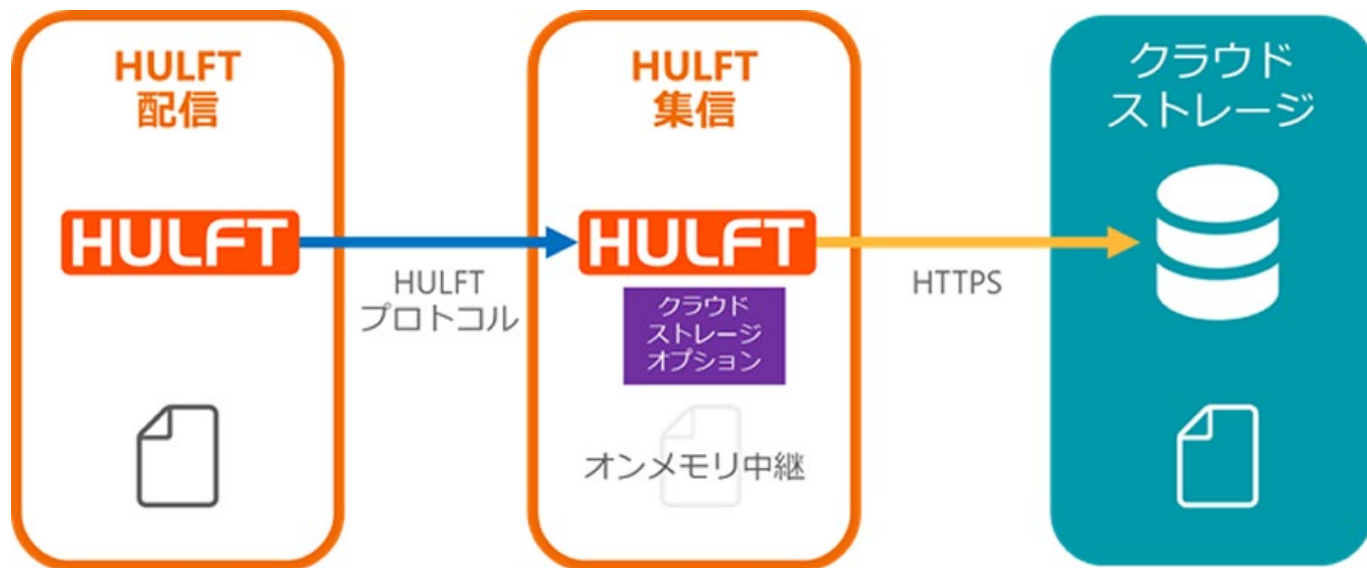 HULFT
配信
HULFT
HULFT
プロトコル
HULFT
集信
HULFT
クラウド
ストレージ
オプション
オンメモリ中継
HTTPS
クラウド
ストレージ